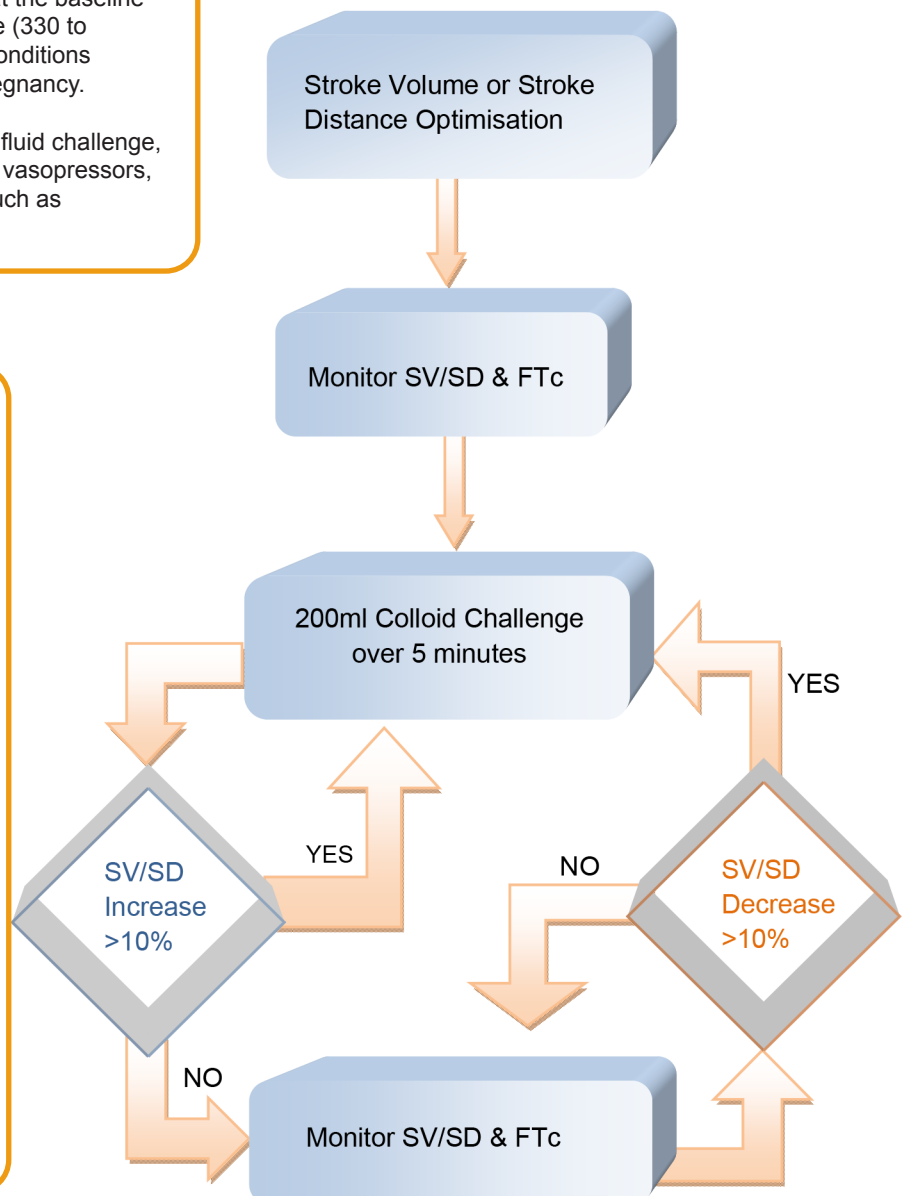 at the baseline
e (330 to
onditions
egnancy.
fluid challenge,
vasopressors,
uch as
Stroke Volume or Stroke
Distance Optimisation
Monitor SV/SD & FTc
200ml Colloid Challenge
over 5 minutes
YES
SV/SD
Increase
>10%
YES
NO
SV/SD
Decrease
>10%
NO
Monitor SV/SD & FTc